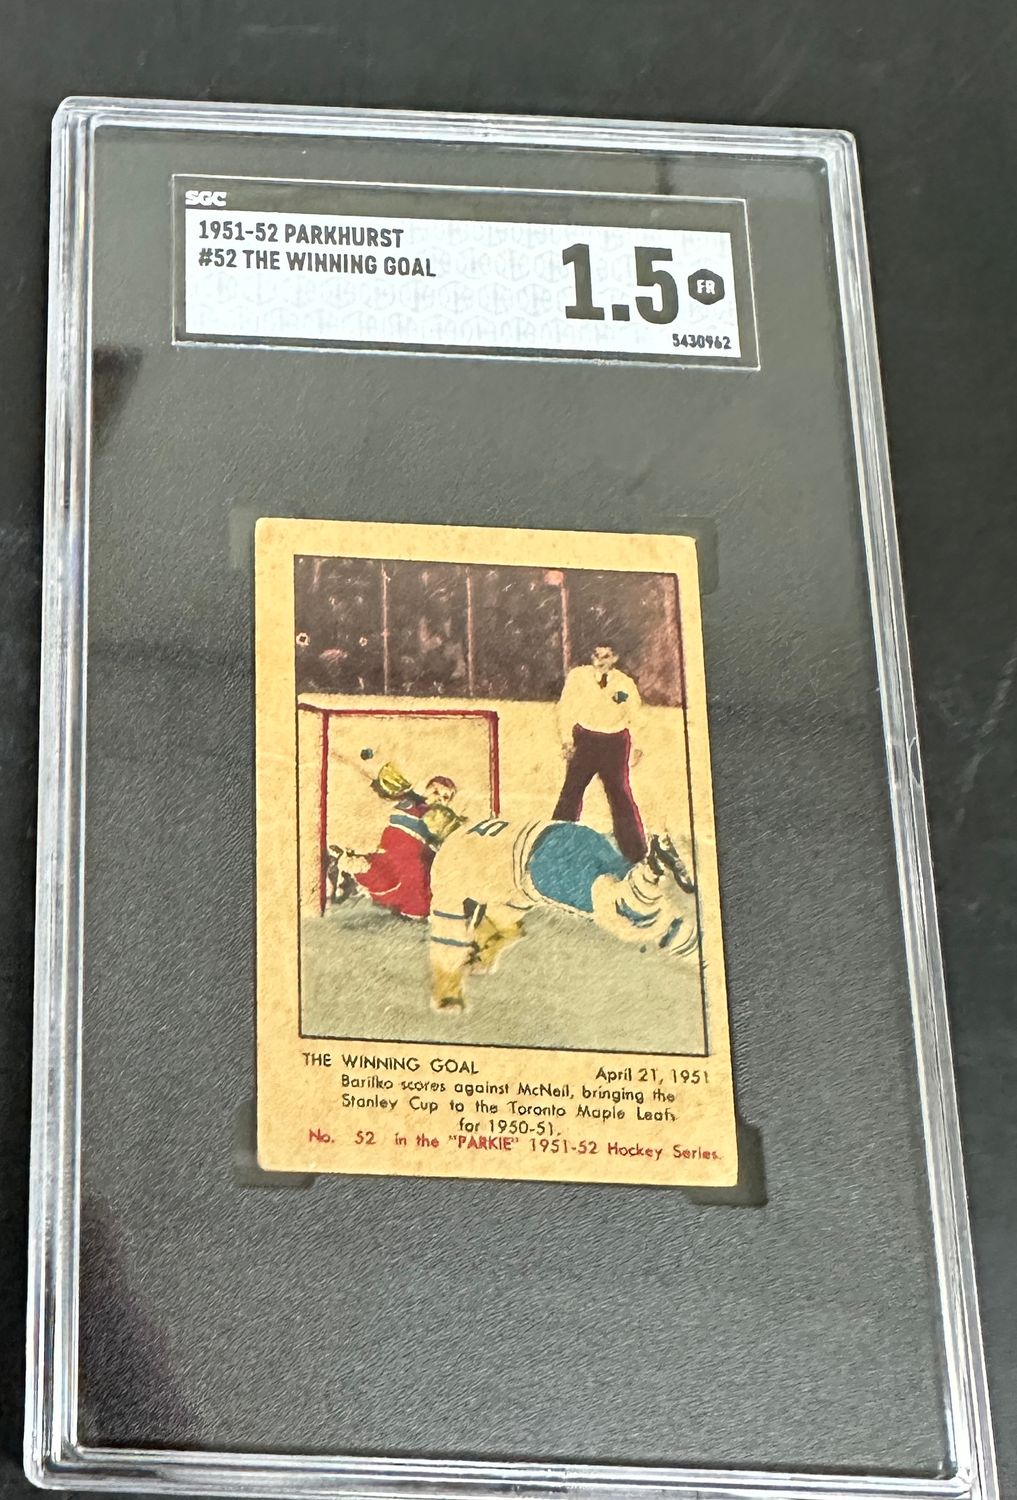 SGC
1951-52 PARKHURST
#52 THE WINNING GOAL
1.5 FR
5430962
5
THE WINNING GOAL April 21, 1951
Barilko scores against McNeil, bringing the
Stanley Cup to the Toronto Maple Leafs
for 1950-51.
No. 52 in the "PARKIE" 1951-52 Hockey Series.